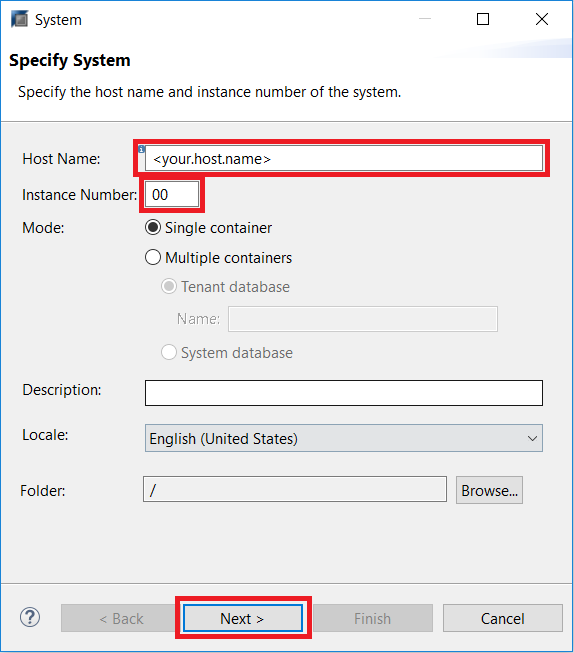 System
Specify System
Specify the host name and instance number of the system.
Host Name: <your.host.name>
Instance Number: 00
Mode: Single container
Multiple containers
Tenant database
Name:
System database
Description:
Locale: English (United States)
Folder: / Browse...
? < Back Next > Finish Cancel